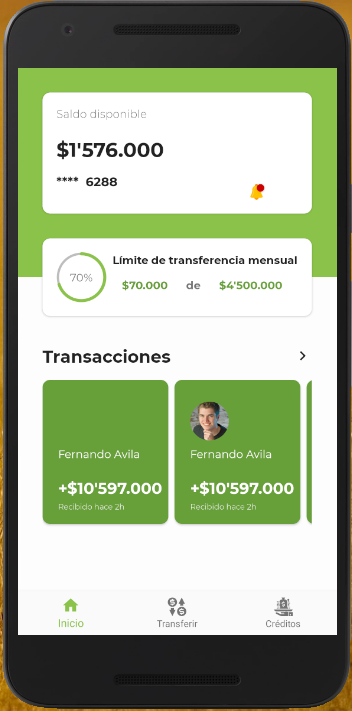 Saldo disponible
$1'576.000
**** 6288
70%
Límite de transferencia mensual
$70.000 de $4'500.000
Transacciones
Fernando Avila
+$10'597.000
Recibido hace 2h
Fernando Avila
+$10'597.000
Recibido hace 2h
Inicio
Transferir
Créditos